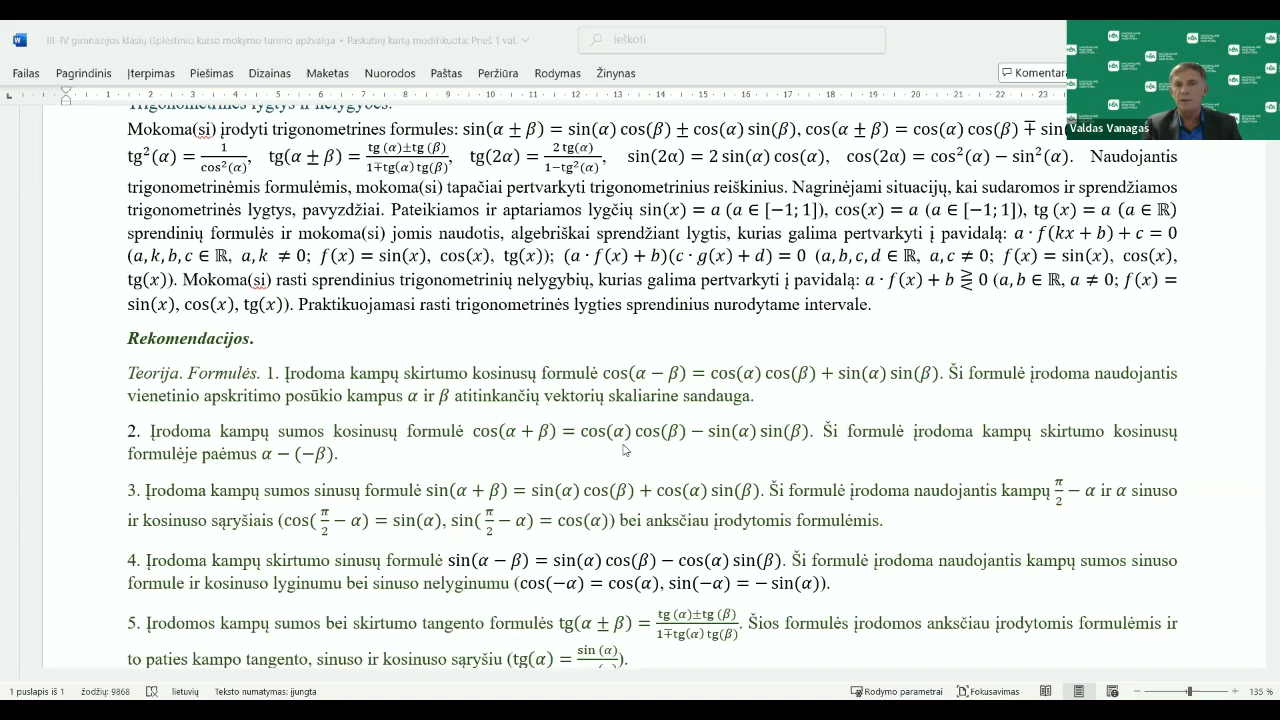 III–IV gimnazijos klasių išplėstinio kurso mokymo turinio apžvalga • Paskutinį kartą modifikuota: Prieš 1 val.
Ieškoti
Failas Pagrindinis Įterpimas Piešimas Dizainas Maketas Nuorodos Paštas Peržiūra Rodymas Žinynas
Komentarai
Valdas Vanagas
Trigonometrinės lygtys ir nelygybės.
Mokoma(si) įrodyti trigonometrines formules: sin(α ± β) = sin(α) cos(β) ± cos(α) sin(β), cos(α ± β) = cos(α) cos(β) ∓ sin
tg²(α) = 1/cos²(α), tg(α ± β) = (tg (α)±tg (β))/(1∓tg(α) tg(β)), tg(2α) = (2 tg(α))/(1−tg²(α)), sin(2α) = 2 sin(α) cos(α), cos(2α) = cos²(α) − sin²(α). Naudojantis
trigonometrinėmis formulėmis, mokoma(si) tapačiai pertvarkyti trigonometrinius reiškinius. Nagrinėjami situacijų, kai sudaromos ir sprendžiamos
trigonometrinės lygtys, pavyzdžiai. Pateikiamos ir aptariamos lygčių sin(x) = a (a ∈ [−1; 1]), cos(x) = a (a ∈ [−1; 1]), tg (x) = a (a ∈ ℝ)
sprendinių formulės ir mokoma(si) jomis naudotis, algebriškai sprendžiant lygtis, kurias galima pertvarkyti į pavidalą: a · f(kx + b) + c = 0
(a, k, b, c ∈ ℝ, a, k ≠ 0; f(x) = sin(x), cos(x), tg(x)); (a · f(x) + b)(c · g(x) + d) = 0 (a, b, c, d ∈ ℝ, a, c ≠ 0; f(x) = sin(x), cos(x),
tg(x)). Mokoma(si) rasti sprendinius trigonometrinių nelygybių, kurias galima pertvarkyti į pavidalą: a · f(x) + b ⋛ 0 (a, b ∈ ℝ, a ≠ 0; f(x) =
sin(x), cos(x), tg(x)). Praktikuojamasi rasti trigonometrinės lygties sprendinius nurodytame intervale.
Rekomendacijos.
Teorija. Formulės. 1. Įrodoma kampų skirtumo kosinusų formulė cos(α − β) = cos(α) cos(β) + sin(α) sin(β). Ši formulė įrodoma naudojantis
vienetinio apskritimo posūkio kampus α ir β atitinkančių vektorių skaliarine sandauga.
2. Įrodoma kampų sumos kosinusų formulė cos(α + β) = cos(α) cos(β) − sin(α) sin(β). Ši formulė įrodoma kampų skirtumo kosinusų
formulėje paėmus α − (−β).
3. Įrodoma kampų sumos sinusų formulė sin(α + β) = sin(α) cos(β) + cos(α) sin(β). Ši formulė įrodoma naudojantis kampų π/2 − α ir α sinuso
ir kosinuso sąryšiais (cos(π/2 − α) = sin(α), sin(π/2 − α) = cos(α)) bei anksčiau įrodytomis formulėmis.
4. Įrodoma kampų skirtumo sinusų formulė sin(α − β) = sin(α) cos(β) − cos(α) sin(β). Ši formulė įrodoma naudojantis kampų sumos sinuso
formule ir kosinuso lyginumu bei sinuso nelyginumu (cos(−α) = cos(α), sin(−α) = − sin(α)).
5. Įrodomos kampų sumos bei skirtumo tangento formulės tg(α ± β) = (tg (α)±tg (β))/(1∓tg(α) tg(β)). Šios formulės įrodomos anksčiau įrodytomis formulėmis ir
to paties kampo tangento, sinuso ir kosinuso sąryšiu (tg(α) = sin (α)/).
1 puslapis iš 1 žodžių: 9868 lietuvių Teksto numatymas: įjungta Rodymo parametrai Fokusavimas 135 %